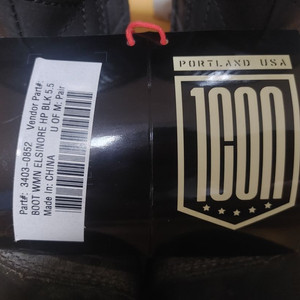 Part#: 3403-0852 Vendor Part#:
BOOT WMN ELSINORE HP BLK 5.5
Made In: CHINA U OF M: Pair
PORTLAND USA
ICON